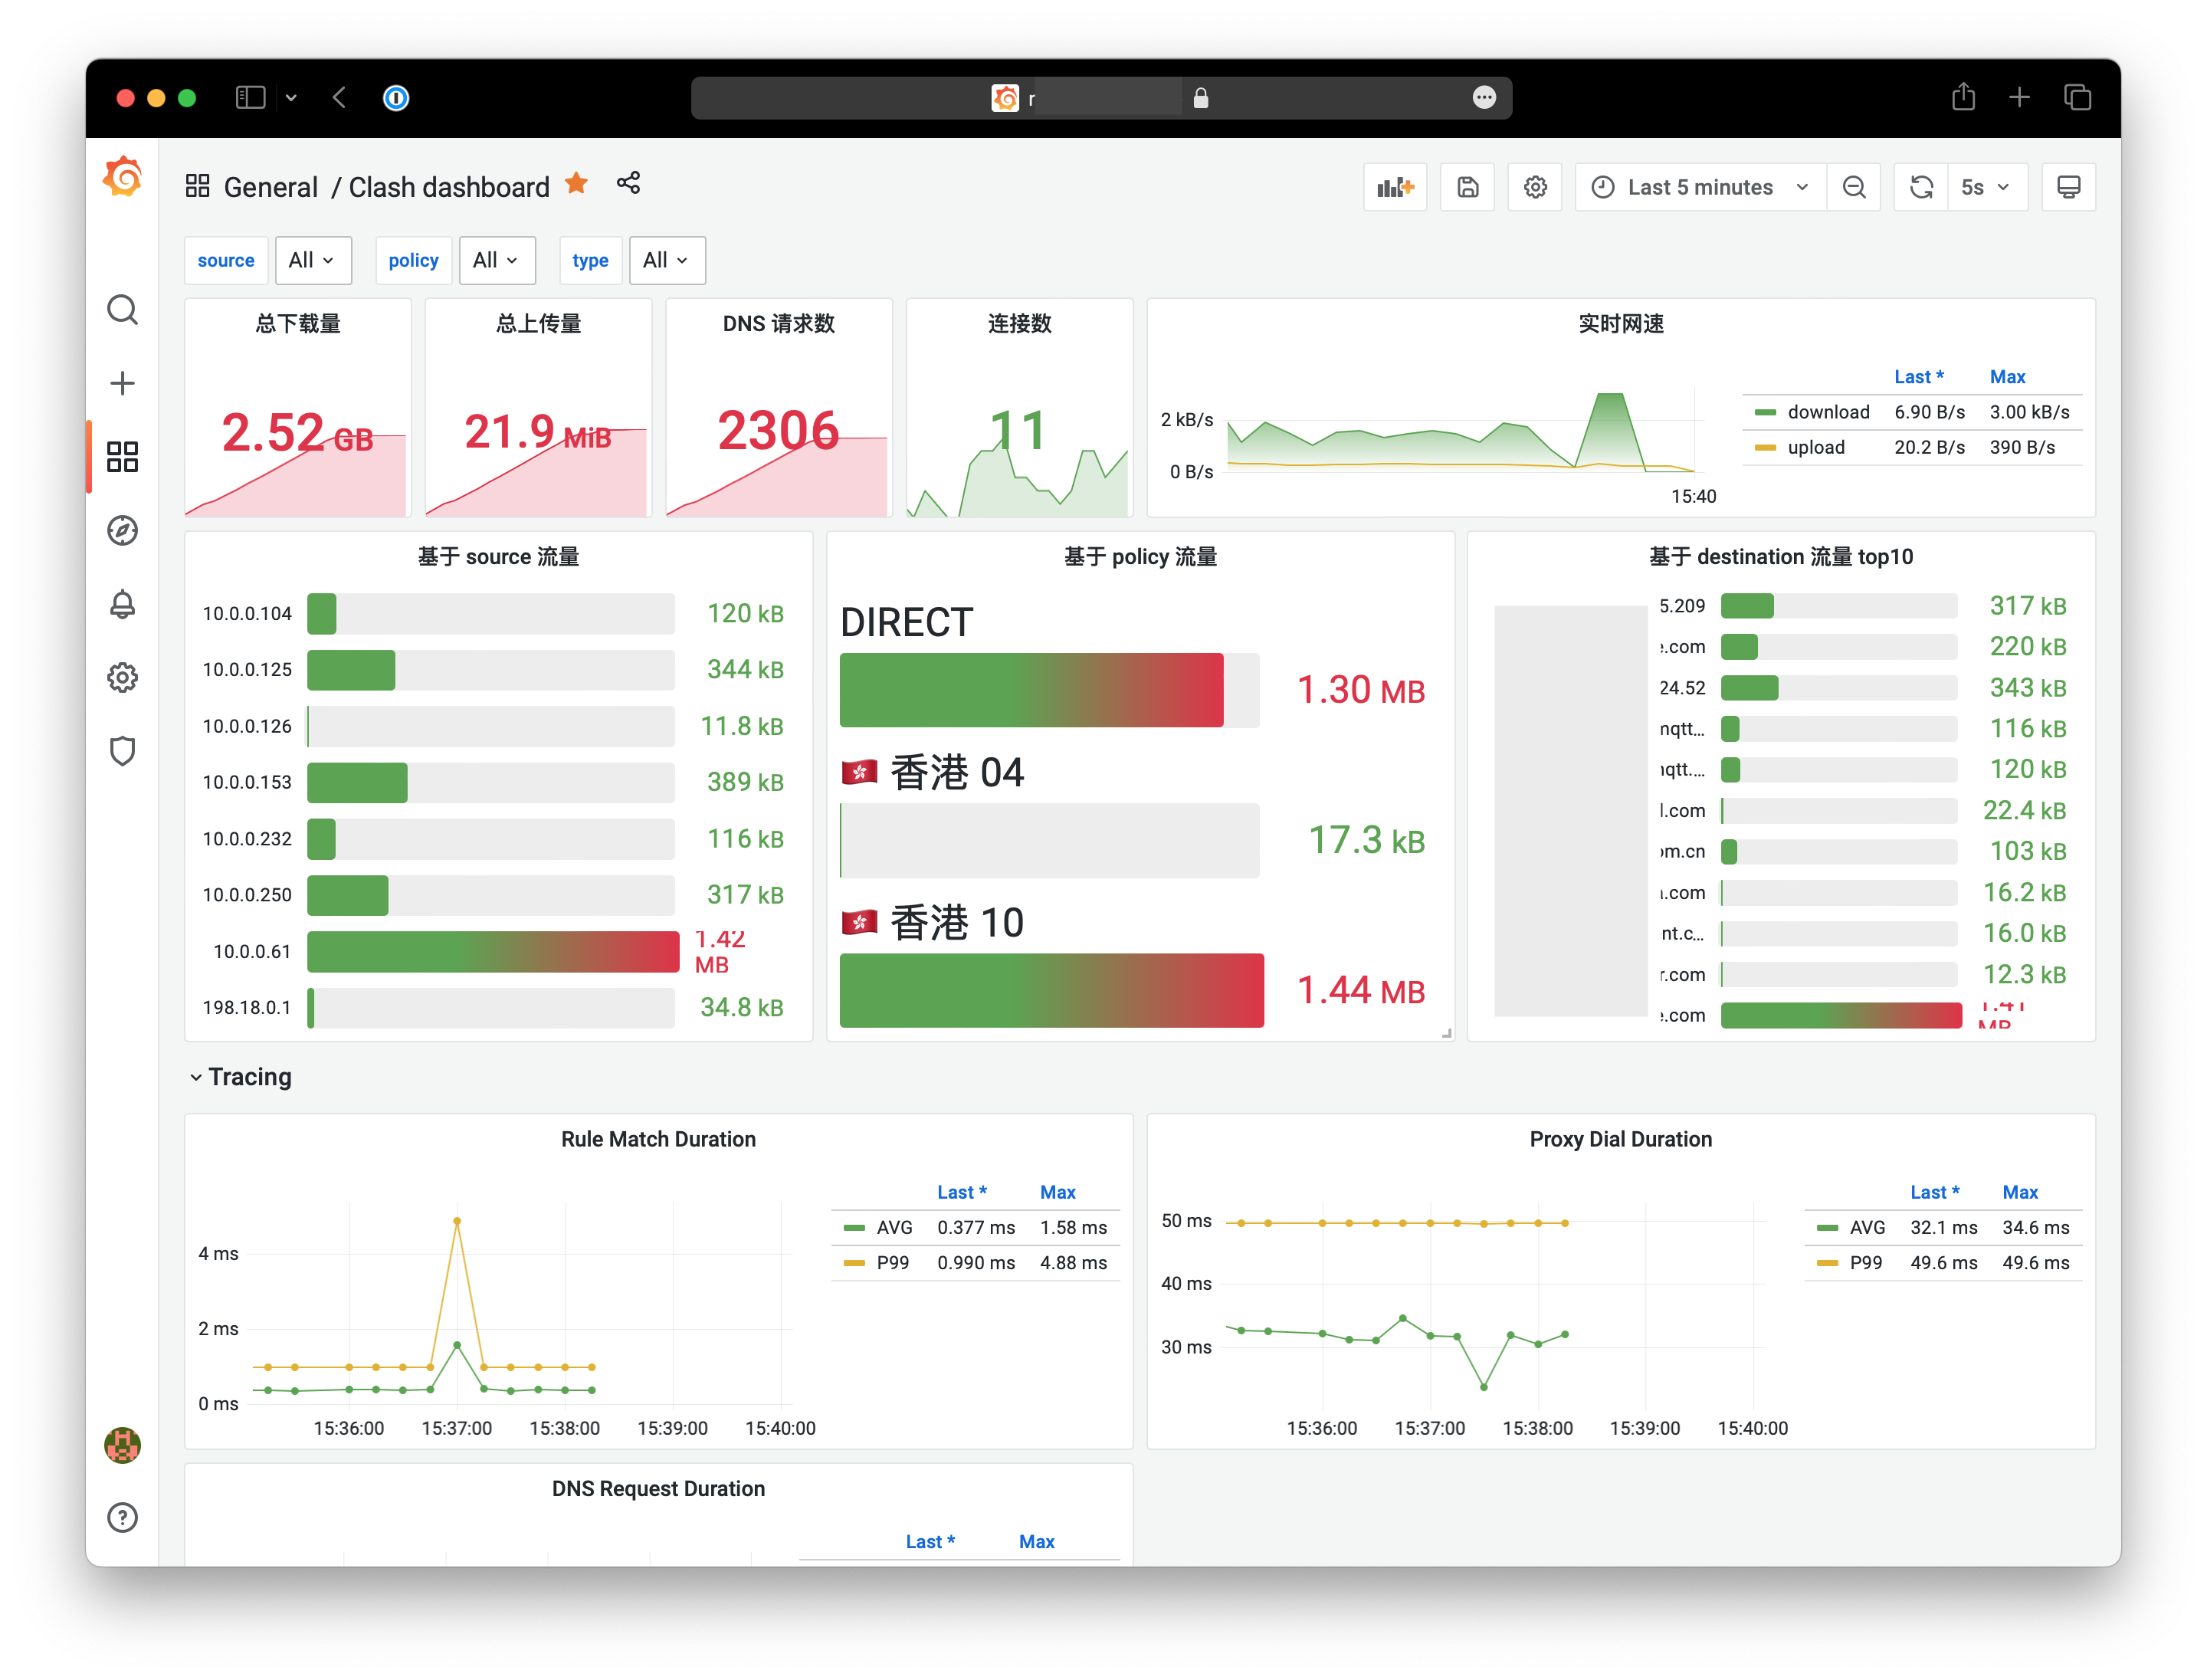 r
General / Clash dashboard
Last 5 minutes
5s
source All policy All type All
总下载量
2.52 GB
总上传量
21.9 MiB
DNS 请求数
2306
连接数
11
实时网速
2 kB/s
0 B/s
15:40
Last * Max
download 6.90 B/s 3.00 kB/s
upload 20.2 B/s 390 B/s
基于 source 流量
10.0.0.104 120 kB
10.0.0.125 344 kB
10.0.0.126 11.8 kB
10.0.0.153 389 kB
10.0.0.232 116 kB
10.0.0.250 317 kB
10.0.0.61 1.42 MB
198.18.0.1 34.8 kB
基于 policy 流量
DIRECT
1.30 MB
香港 04
17.3 kB
香港 10
1.44 MB
基于 destination 流量 top10
5.209 317 kB
e.com 220 kB
24.52 343 kB
mqtt... 116 kB
qtt.... 120 kB
l.com 22.4 kB
om.cn 103 kB
.com 16.2 kB
nt.c... 16.0 kB
r.com 12.3 kB
e.com 1.41 MB
Tracing
Rule Match Duration
4 ms
2 ms
0 ms
15:36:00 15:37:00 15:38:00 15:39:00 15:40:00
Last * Max
AVG 0.377 ms 1.58 ms
P99 0.990 ms 4.88 ms
Proxy Dial Duration
50 ms
40 ms
30 ms
15:36:00 15:37:00 15:38:00 15:39:00 15:40:00
Last * Max
AVG 32.1 ms 34.6 ms
P99 49.6 ms 49.6 ms
DNS Request Duration
Last * Max